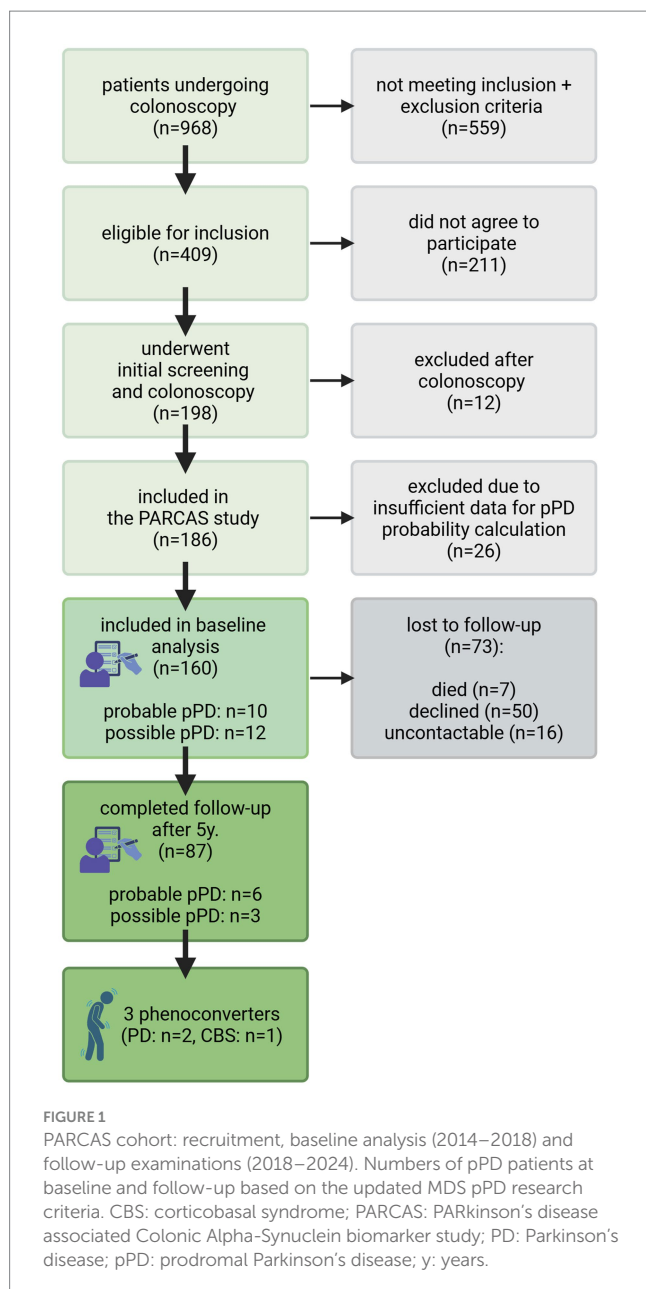 patients undergoing
colonoscopy
(n=968)
not meeting inclusion +
exclusion criteria
(n=559)
eligible for inclusion
(n=409)
did not agree to
participate
(n=211)
underwent
initial screening
and colonoscopy
(n=198)
excluded after
colonoscopy
(n=12)
included in
the PARCAS study
(n=186)
excluded due to
insufficient data for pPD
probability calculation
(n=26)
included in baseline
analysis
(n=160)
probable pPD: n=10
possible pPD: n=12
lost to follow-up
(n=73):
died (n=7)
declined (n=50)
uncontactable (n=16)
completed follow-up
after 5y.
(n=87)
probable pPD: n=6
possible pPD: n=3
3 phenoconverters
(PD: n=2, CBS: n=1)
FIGURE 1
PARCAS cohort: recruitment, baseline analysis (2014–2018) and
follow-up examinations (2018–2024). Numbers of pPD patients at
baseline and follow-up based on the updated MDS pPD research
criteria. CBS: corticobasal syndrome; PARCAS: PARkinson's disease
associated Colonic Alpha-Synuclein biomarker study; PD: Parkinson's
disease; pPD: prodromal Parkinson's disease; y: years.